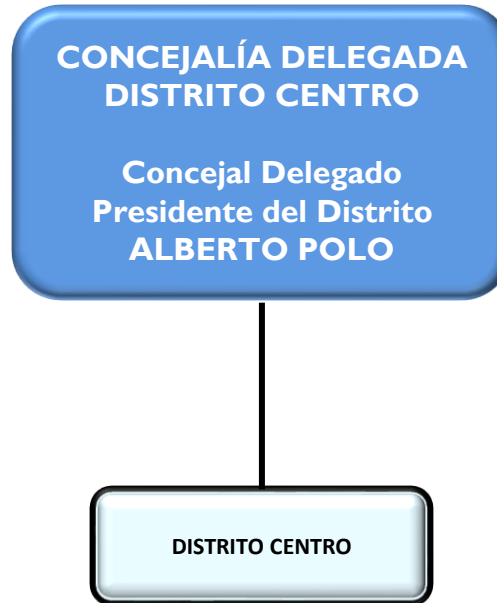 CONCEJALÍA DELEGADA
DISTRITO CENTRO
Concejal Delegado
Presidente del Distrito
ALBERTO POLO
DISTRITO CENTRO